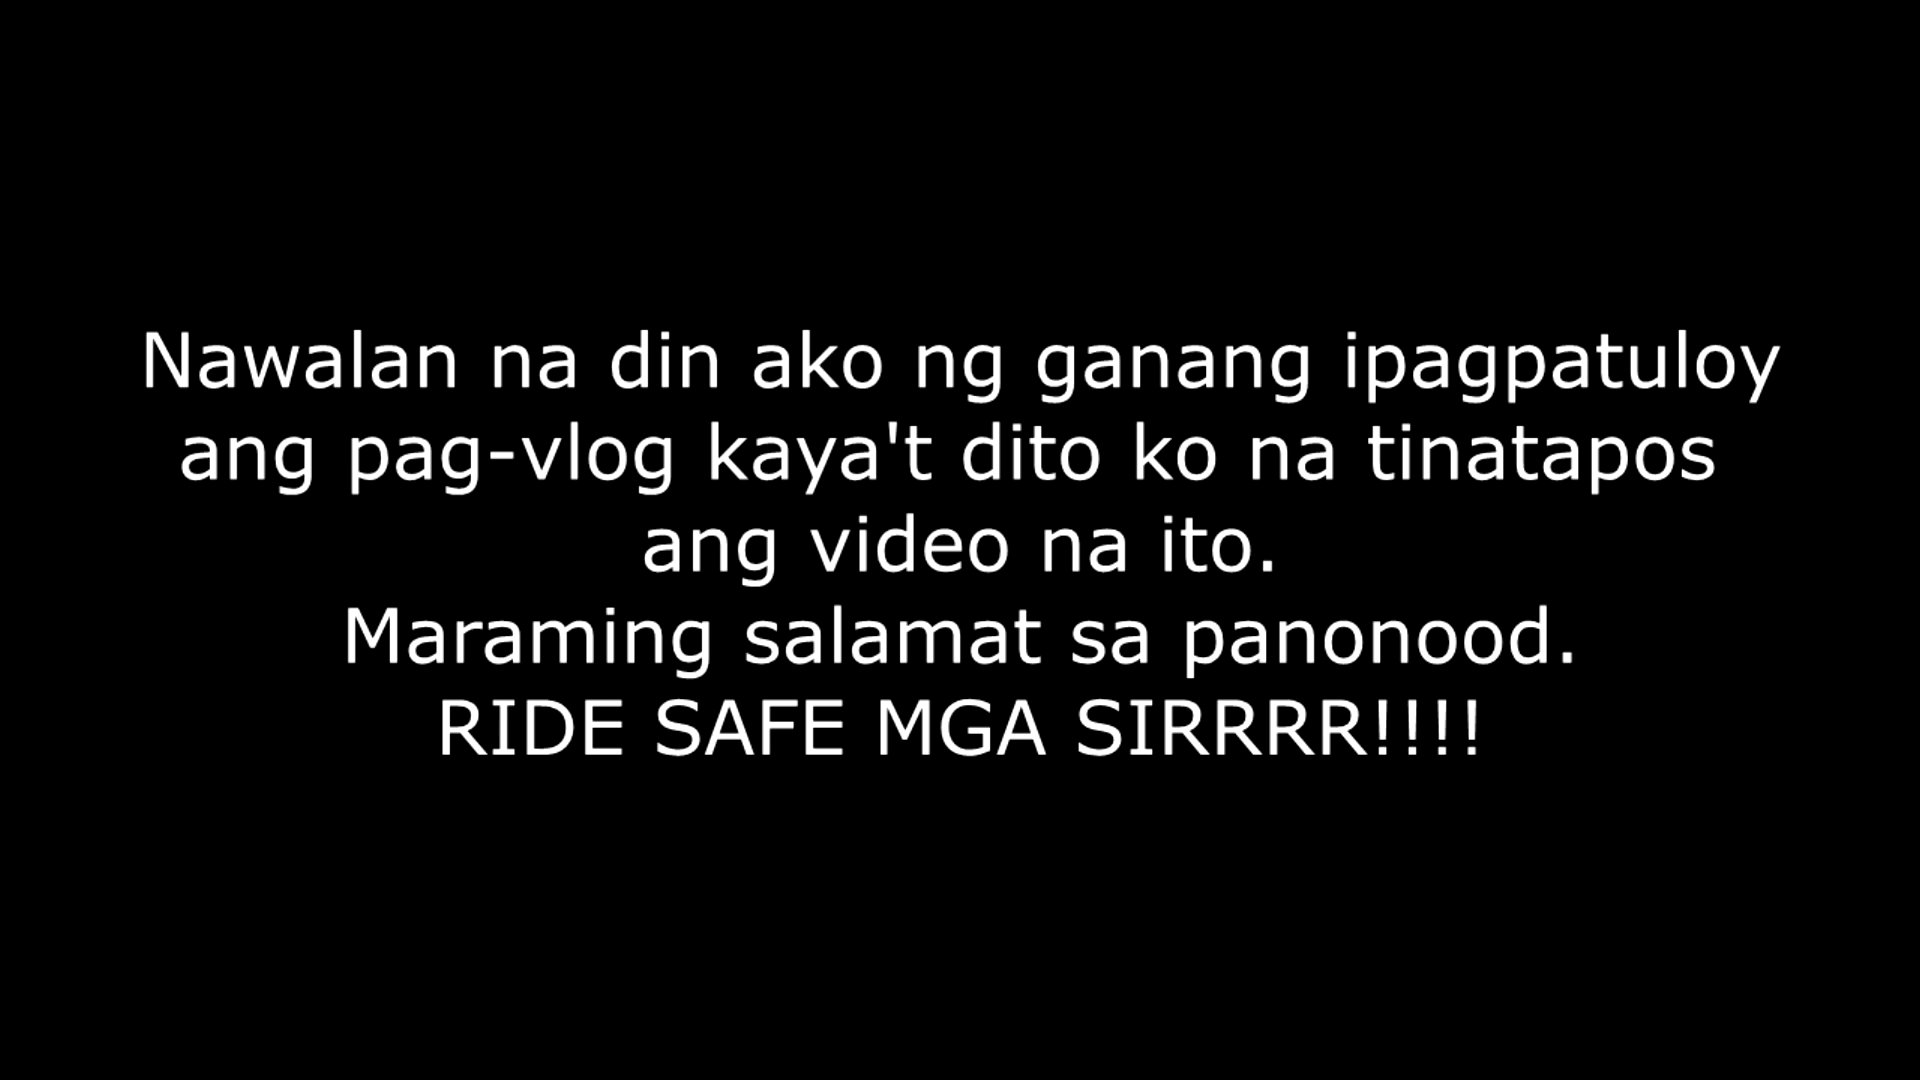 Nawalan na din ako ng ganang ipagpatuloy
ang pag-vlog kaya't dito ko na tinatapos
ang video na ito.
Maraming salamat sa panonood.
RIDE SAFE MGA SIRRRR!!!!